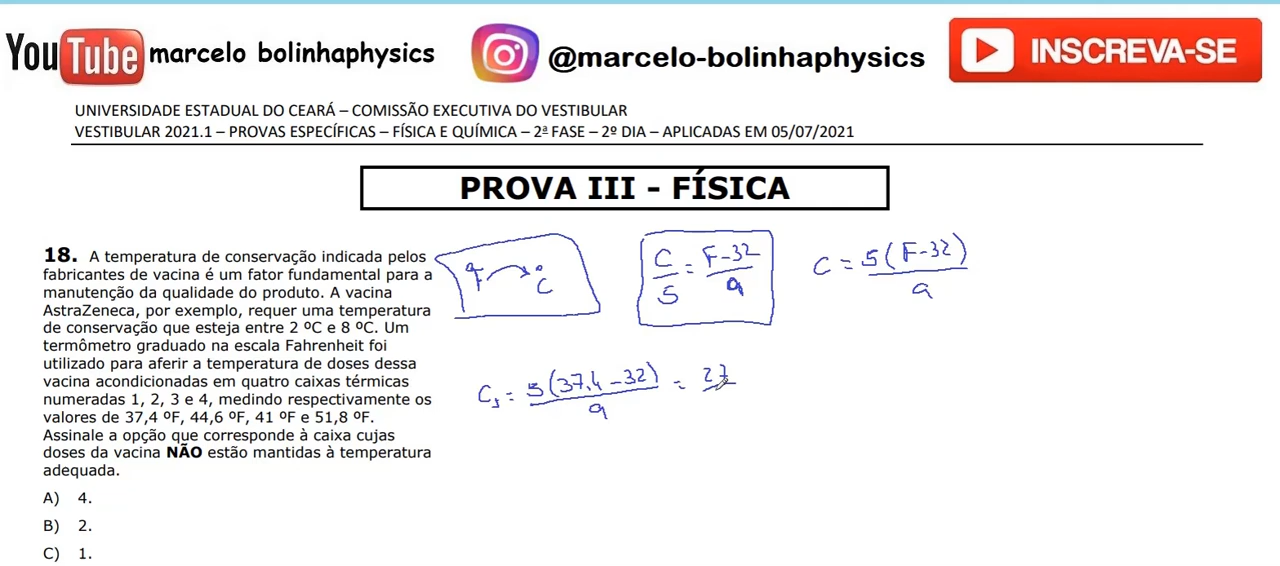 YouTube marcelo bolinhaphysics @marcelo-bolinhaphysics INSCREVA-SE
UNIVERSIDADE ESTADUAL DO CEARÁ – COMISSÃO EXECUTIVA DO VESTIBULAR
VESTIBULAR 2021.1 – PROVAS ESPECÍFICAS – FÍSICA E QUÍMICA – 2ª FASE – 2º DIA – APLICADAS EM 05/07/2021
PROVA III - FÍSICA
18. A temperatura de conservação indicada pelos
fabricantes de vacina é um fator fundamental para a
manutenção da qualidade do produto. A vacina
AstraZeneca, por exemplo, requer uma temperatura
de conservação que esteja entre 2 ºC e 8 ºC. Um
termômetro graduado na escala Fahrenheit foi
utilizado para aferir a temperatura de doses dessa
vacina acondicionadas em quatro caixas térmicas
numeradas 1, 2, 3 e 4, medindo respectivamente os
valores de 37,4 ºF, 44,6 ºF, 41 ºF e 51,8 ºF.
Assinale a opção que corresponde à caixa cujas
doses da vacina NÃO estão mantidas à temperatura
adequada.
A) 4.
B) 2.
C) 1.
°F → °C
C/5 = F-32/9
C = 5(F-32)/9
C₁ = 5(37,4-32)/9 = 27